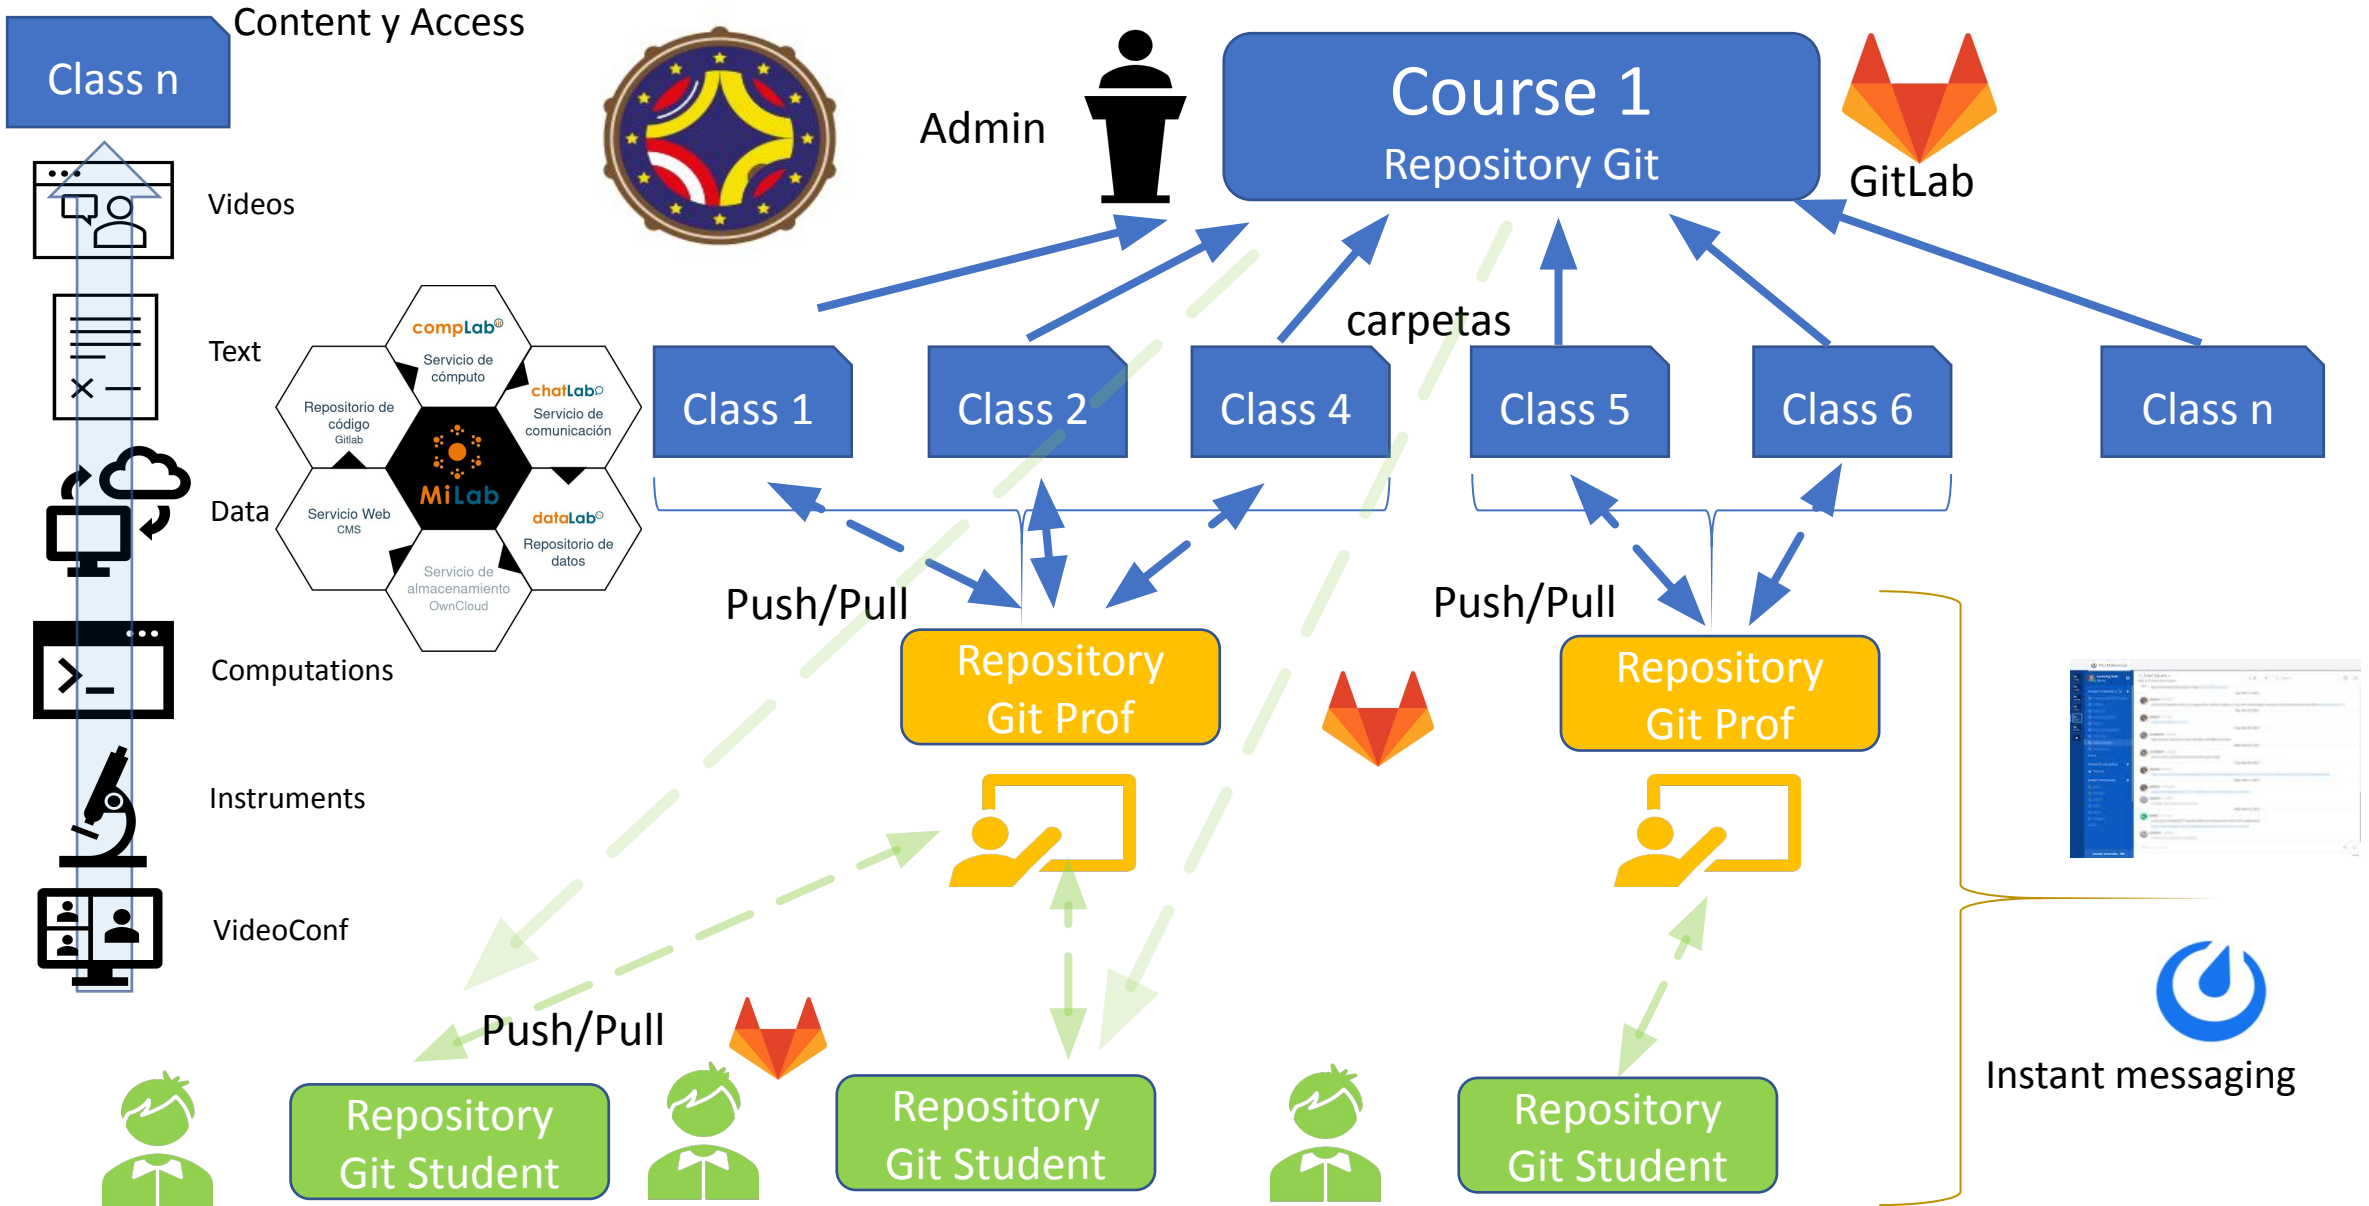 Content y Access
Class n
Videos
Text
Data
Computations
Instruments
VideoConf
compLab
Servicio de
cómputo
chatLab
Servicio de
comunicación
Repositorio de
código
Gitlab
MiLab
Servicio Web
CMS
dataLab
Repositorio de
datos
Servicio de
almacenamiento
OwnCloud
Admin
Course 1
Repository Git
GitLab
carpetas
Class 1
Class 2
Class 4
Class 5
Class 6
Class n
Push/Pull
Push/Pull
Repository
Git Prof
Repository
Git Prof
Push/Pull
Repository
Git Student
Repository
Git Student
Repository
Git Student
Instant messaging